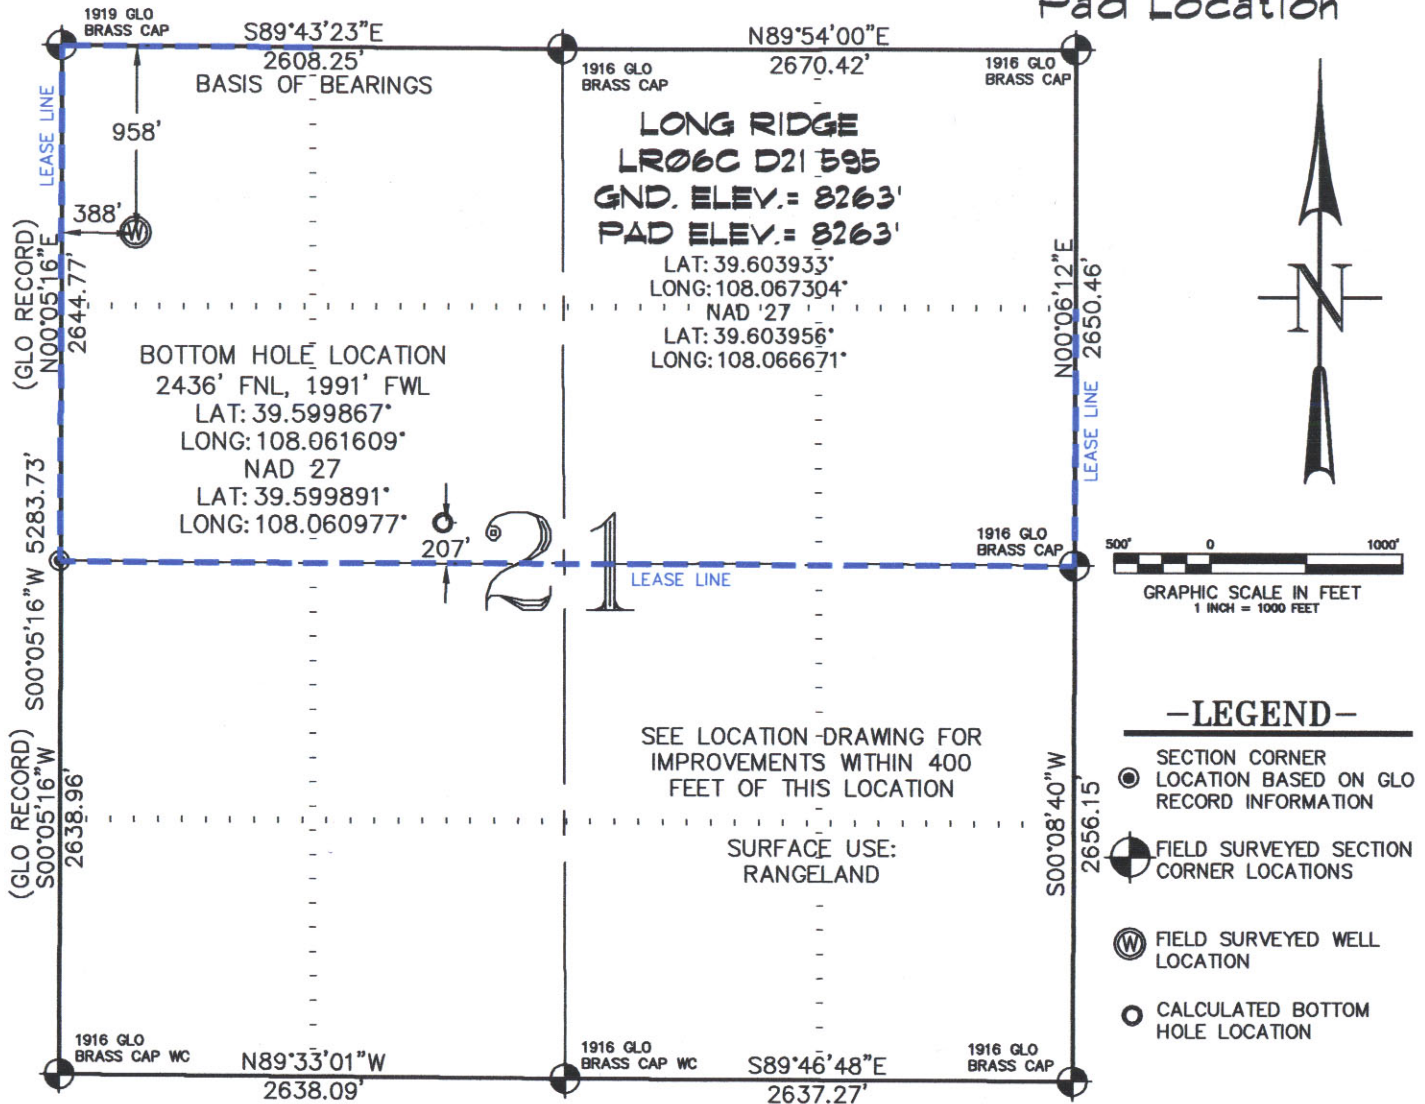 Pad Location
1919 GLO
BRASS CAP
S89°43'23"E
2608.25'
BASIS OF BEARINGS
N89°54'00"E
2670.42'
1916 GLO
BRASS CAP
1916 GLO
BRASS CAP
LEASE LINE
958'
388'
W
LONG RIDGE
LR06C D21 595
GND. ELEV.= 8263'
PAD ELEV.= 8263'
LAT: 39.603933°
LONG: 108.067304°
NAD 27
LAT: 39.603956°
LONG: 108.066671°
(GLO RECORD)
N00°05'16"E
2644.77'
N00°06'12"E
2650.46'
LEASE LINE
N
BOTTOM HOLE LOCATION
2436' FNL, 1991' FWL
LAT: 39.599867°
LONG: 108.061609°
NAD 27
LAT: 39.599891°
LONG: 108.060977°
207'
21
S00°05'16"W 5283.73'
LEASE LINE
1916 GLO
BRASS CAP
500' 0 1000'
GRAPHIC SCALE IN FEET
1 INCH = 1000 FEET
(GLO RECORD)
S00°05'16"W
2638.96'
SEE LOCATION DRAWING FOR
IMPROVEMENTS WITHIN 400
FEET OF THIS LOCATION
SURFACE USE:
RANGELAND
S00°08'40"W
2656.15'
-LEGEND-
SECTION CORNER
LOCATION BASED ON GLO
RECORD INFORMATION
FIELD SURVEYED SECTION
CORNER LOCATIONS
W
FIELD SURVEYED WELL
LOCATION
CALCULATED BOTTOM
HOLE LOCATION
1916 GLO
BRASS CAP WC
N89°33'01"W
2638.09'
1916 GLO
BRASS CAP WC
S89°46'48"E
2637.27'
1916 GLO
BRASS CAP